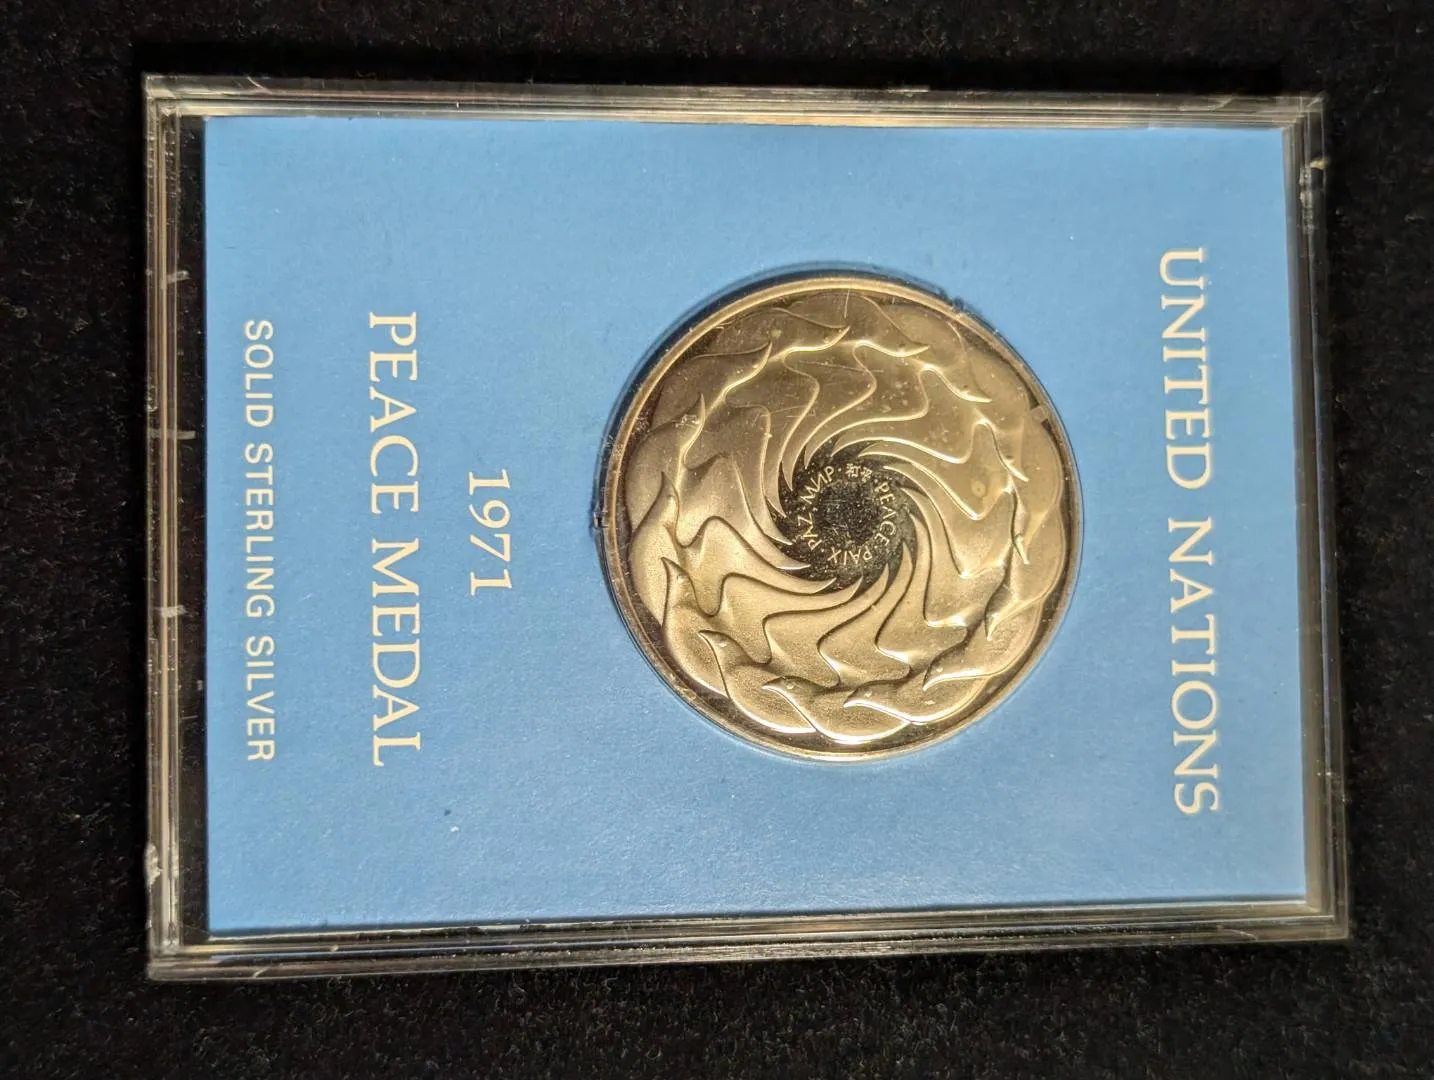 UNITED NATIONS
和平 · PEACE · PAIX · PAZ · МИР ·
1971
PEACE MEDAL
SOLID STERLING SILVER